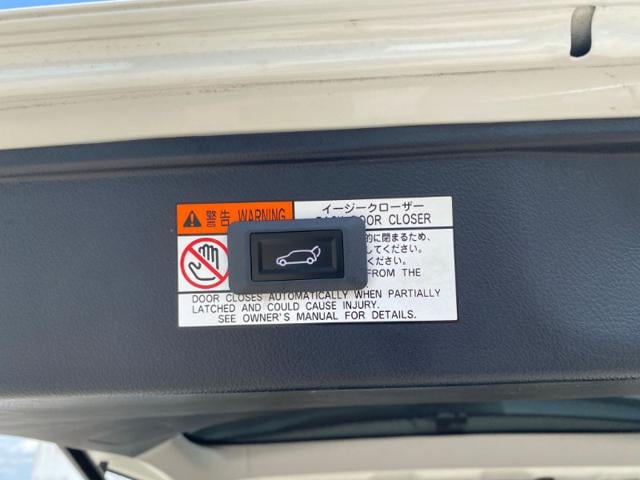 警告 WARNING
イージークローザー
DOOR CLOSER
的に閉まるため、
してください。
ください。
FROM THE
DOOR CLOSES AUTOMATICALLY WHEN PARTIALLY
LATCHED AND COULD CAUSE INJURY.
SEE OWNER'S MANUAL FOR DETAILS.